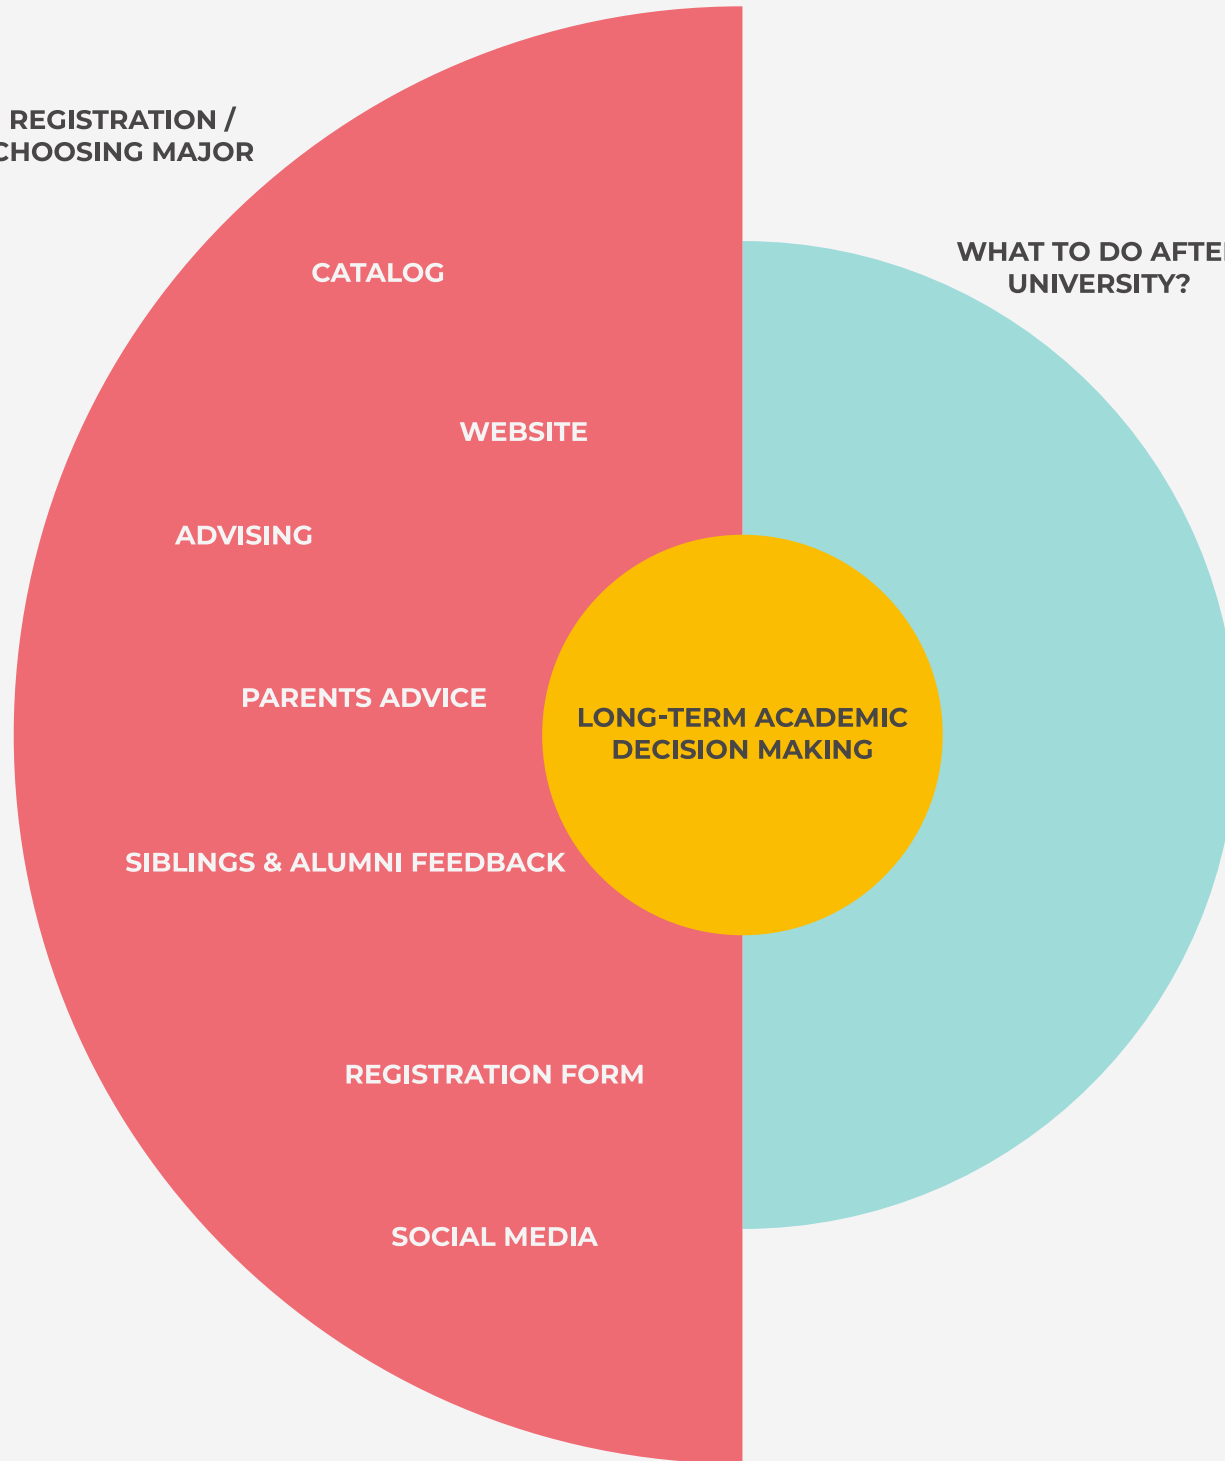 REGISTRATION /
CHOOSING MAJOR
CATALOG
WEBSITE
ADVISING
PARENTS ADVICE
SIBLINGS & ALUMNI FEEDBACK
REGISTRATION FORM
SOCIAL MEDIA
LONG-TERM ACADEMIC
DECISION MAKING
WHAT TO DO AFTER
UNIVERSITY?